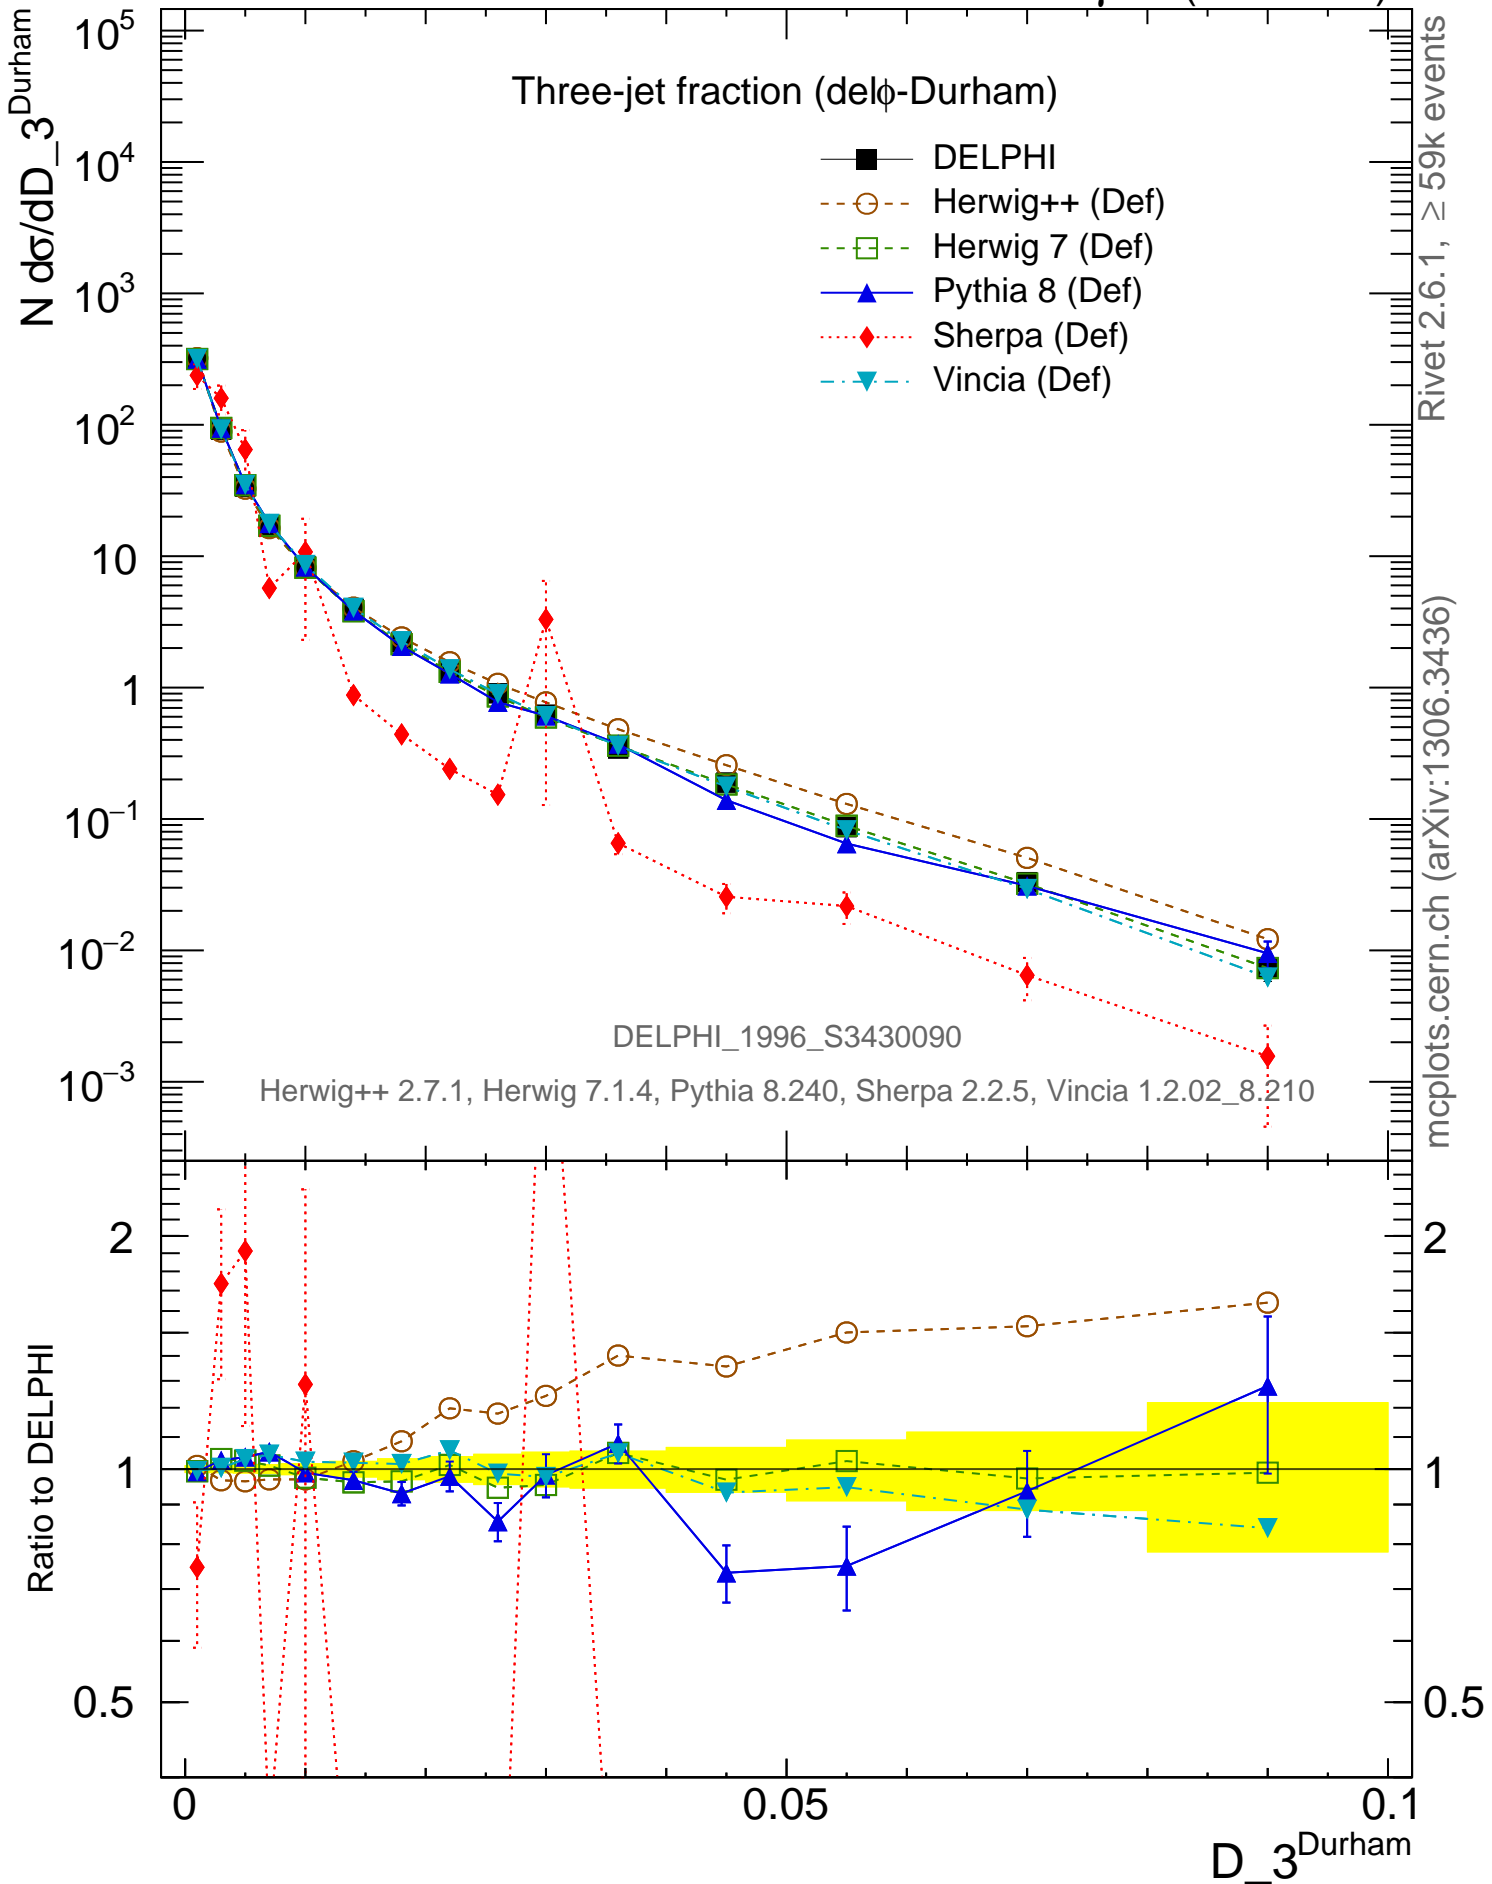 Three-jet fraction (delϕ-Durham)
DELPHI
Herwig++ (Def)
Herwig 7 (Def)
Pythia 8 (Def)
Sherpa (Def)
Vincia (Def)
N dσ/dD_3^Durham
10^5
10^4
10^3
10^2
10
1
10^−1
10^−2
10^−3
Rivet 2.6.1, ≥ 59k events
mcplots.cern.ch (arXiv:1306.3436)
DELPHI_1996_S3430090
Herwig++ 2.7.1, Herwig 7.1.4, Pythia 8.240, Sherpa 2.2.5, Vincia 1.2.02_8.210
Ratio to DELPHI
2
1
0.5
2
1
0.5
0
0.05
0.1
D_3^Durham